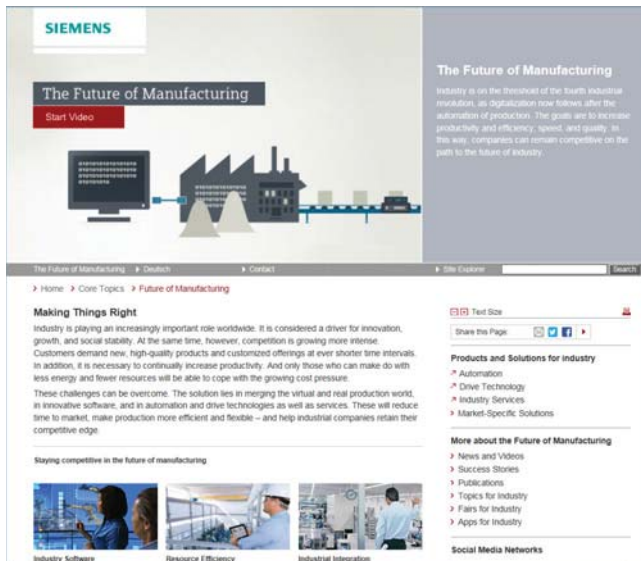 SIEMENS
The Future of Manufacturing
Start Video
The Future of Manufacturing
Industry is on the threshold of the fourth industrial
revolution, as digitalization now follows after the
automation of production. The goals are to increase
productivity and efficiency, speed, and quality. In
this way, companies can remain competitive on the
path to the future of industry.
The Future of Manufacturing Deutsch Contact Site Explorer Search
Home Core Topics Future of Manufacturing
Making Things Right
Industry is playing an increasingly important role worldwide. It is considered a driver for innovation,
growth, and social stability. At the same time, however, competition is growing more intense.
Customers demand new, high-quality products and customized offerings at ever shorter time intervals.
In addition, it is necessary to continually increase productivity. And only those who can make do with
less energy and fewer resources will be able to cope with the growing cost pressure.
These challenges can be overcome. The solution lies in merging the virtual and real production world,
in innovative software, and in automation and drive technologies as well as services. These will reduce
time to market, make production more efficient and flexible – and help industrial companies retain their
competitive edge.
Staying competitive in the future of manufacturing
Industry Software
Resource Efficiency
Industrial Integration
Text Size
Share this Page:
Products and Solutions for industry
Automation
Drive Technology
Industry Services
Market-Specific Solutions
More about the Future of Manufacturing
News and Videos
Success Stories
Publications
Topics for Industry
Fairs for Industry
Apps for Industry
Social Media Networks